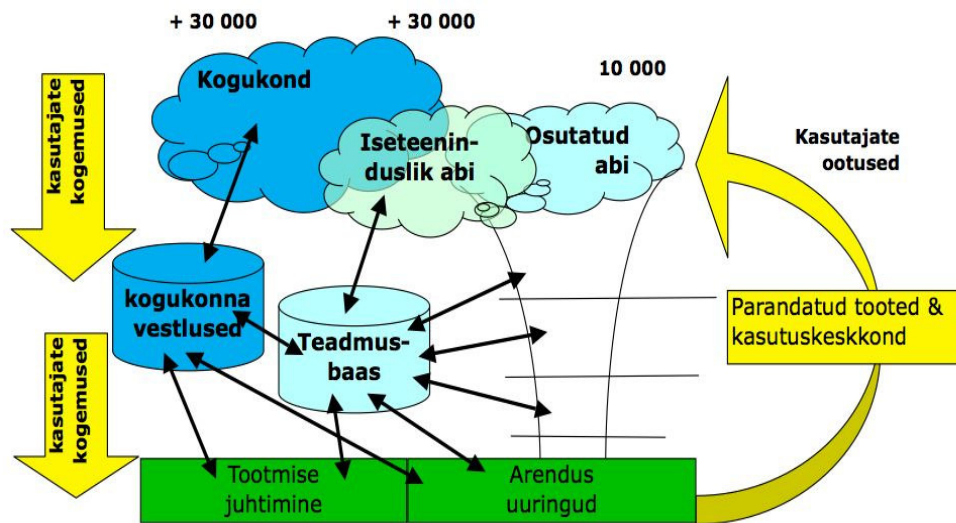 + 30 000
+ 30 000
10 000
Kogukond
Iseteenin-
duslik abi
Osutatud
abi
Kasutajate
ootused
kasutajate
kogemused
kogukonna
vestlused
Teadmus-
baas
Parandatud tooted &
kasutuskeskkond
kasutajate
kogemused
Tootmise
juhtimine
Arendus
uuringud